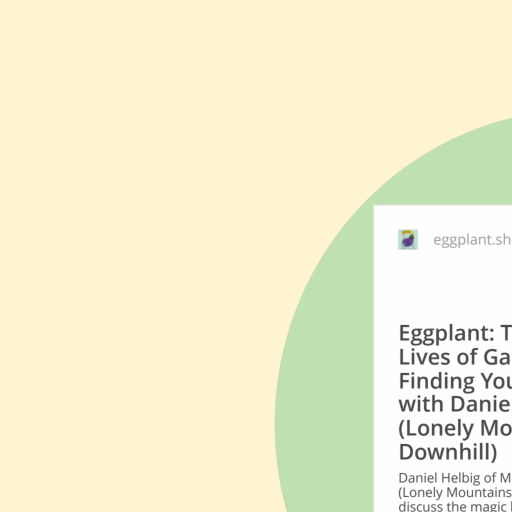 eggplant.sh
Eggplant: T
Lives of Ga
Finding You
with Danie
(Lonely Mo
Downhill)
Daniel Helbig of M
(Lonely Mountains
discuss the magic